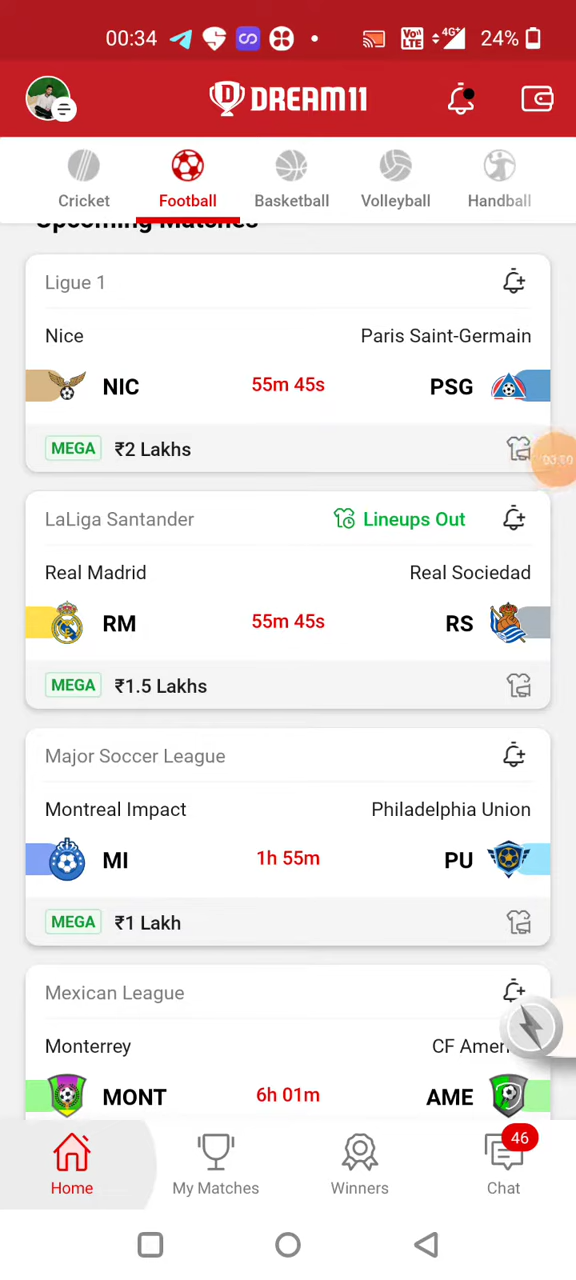 00:34 4G+ 24%
DREAM11
Cricket Football Basketball Volleyball Handball
Upcoming Matches
Ligue 1
Nice Paris Saint-Germain
NIC 55m 45s PSG
MEGA ₹2 Lakhs
LaLiga Santander Lineups Out
Real Madrid Real Sociedad
RM 55m 45s RS
MEGA ₹1.5 Lakhs
Major Soccer League
Montreal Impact Philadelphia Union
MI 1h 55m PU
MEGA ₹1 Lakh
Mexican League
Monterrey CF Amer
MONT 6h 01m AME
46
Home My Matches Winners Chat